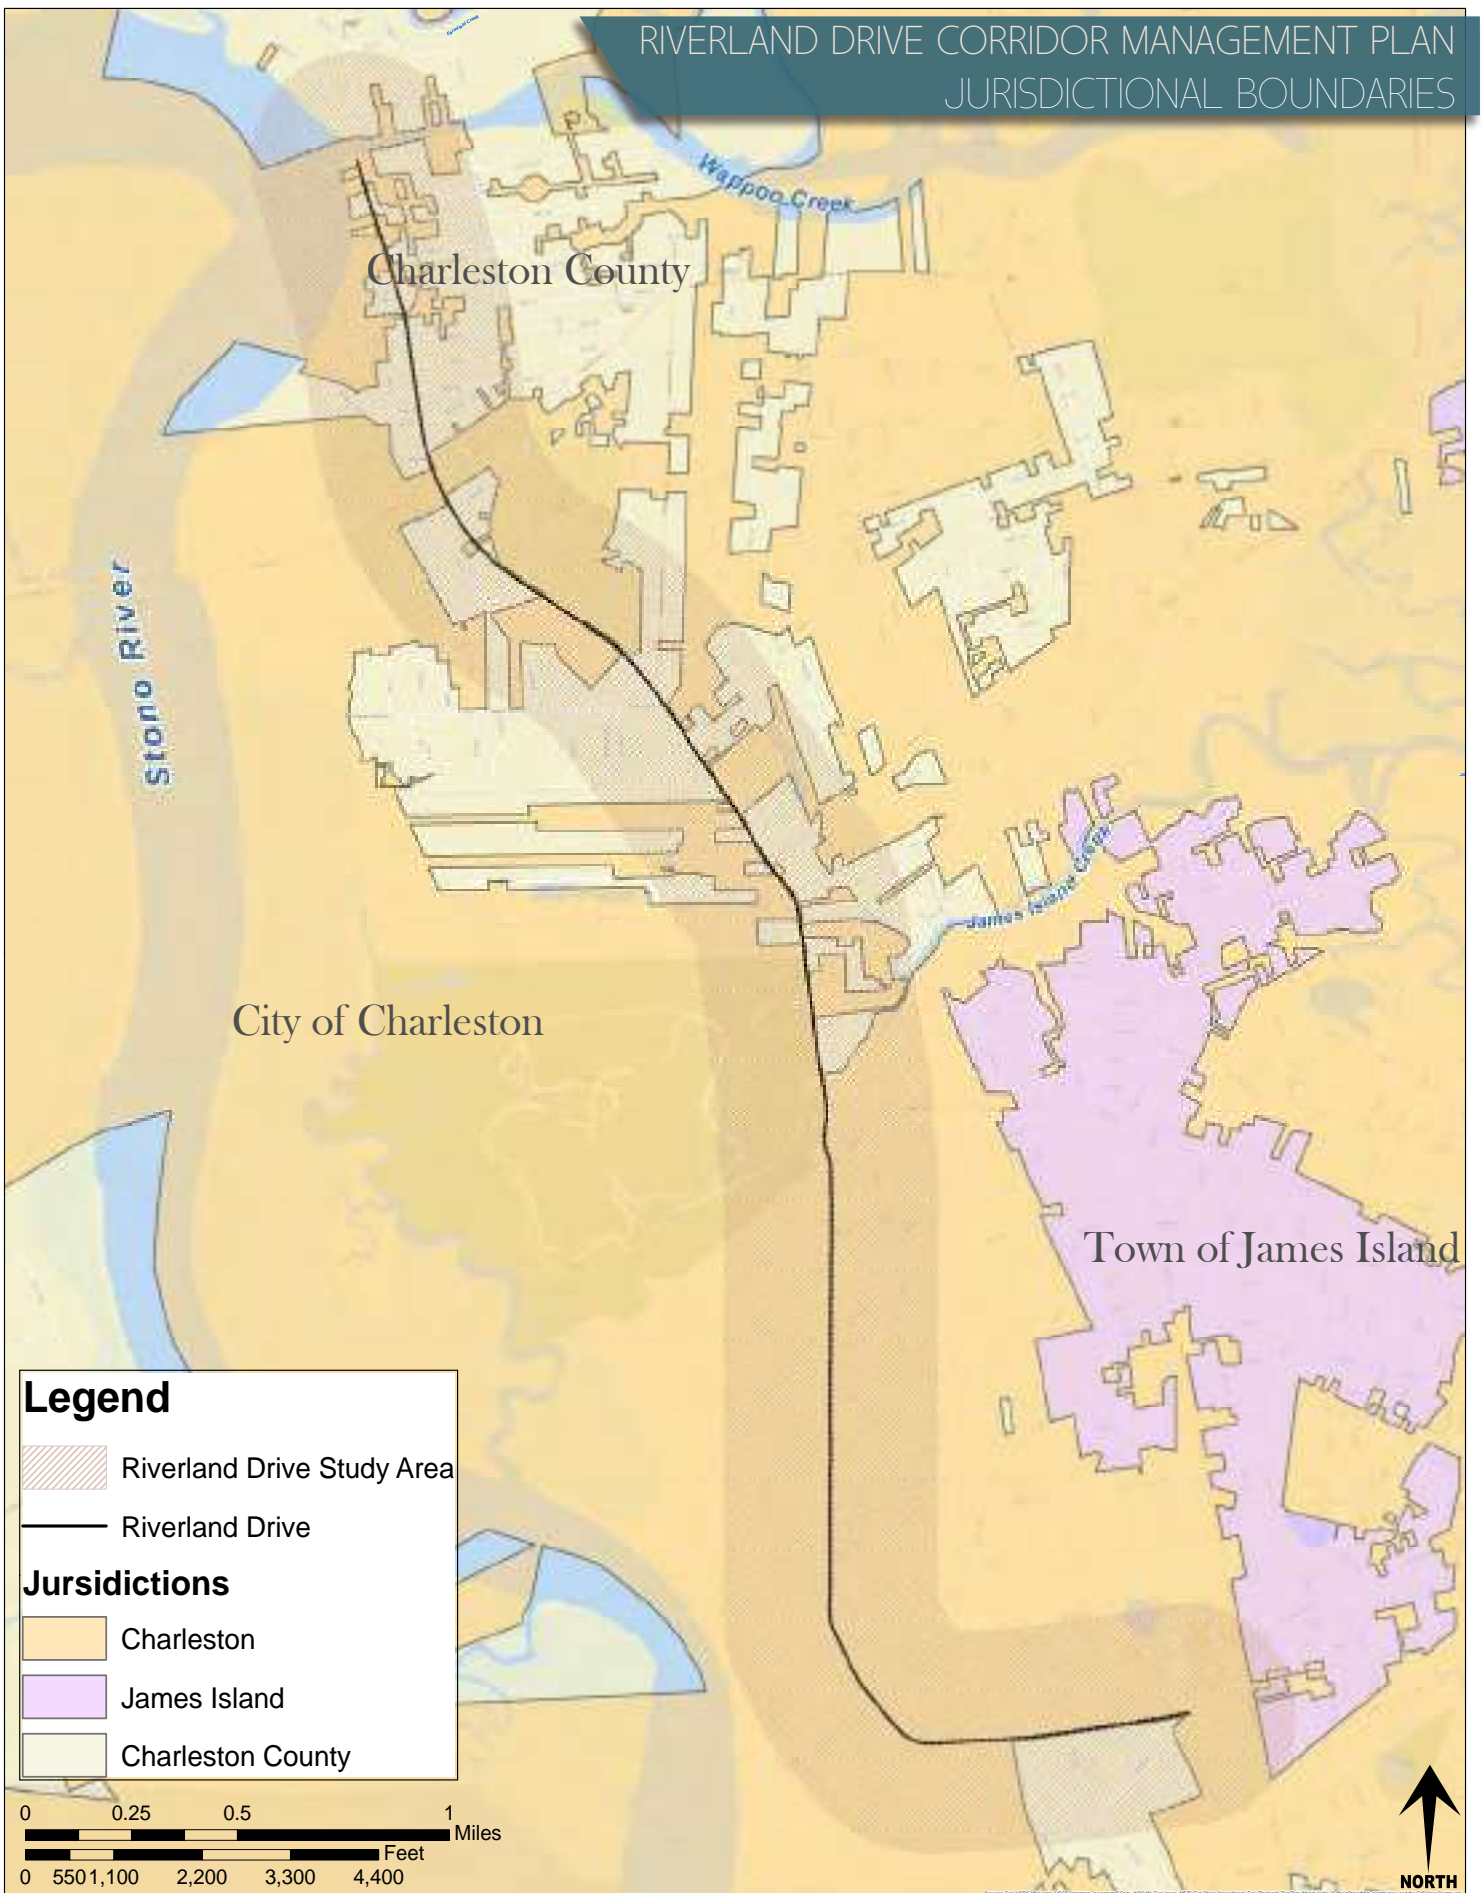 RIVERLAND DRIVE CORRIDOR MANAGEMENT PLAN
JURISDICTIONAL BOUNDARIES
Wappoo Creek
Charleston County
Stono River
James Island Creek
City of Charleston
Town of James Island
Legend
Riverland Drive Study Area
Riverland Drive
Jursidictions
Charleston
James Island
Charleston County
0 0.25 0.5 1
Miles
Feet
0 550 1,100 2,200 3,300 4,400
NORTH